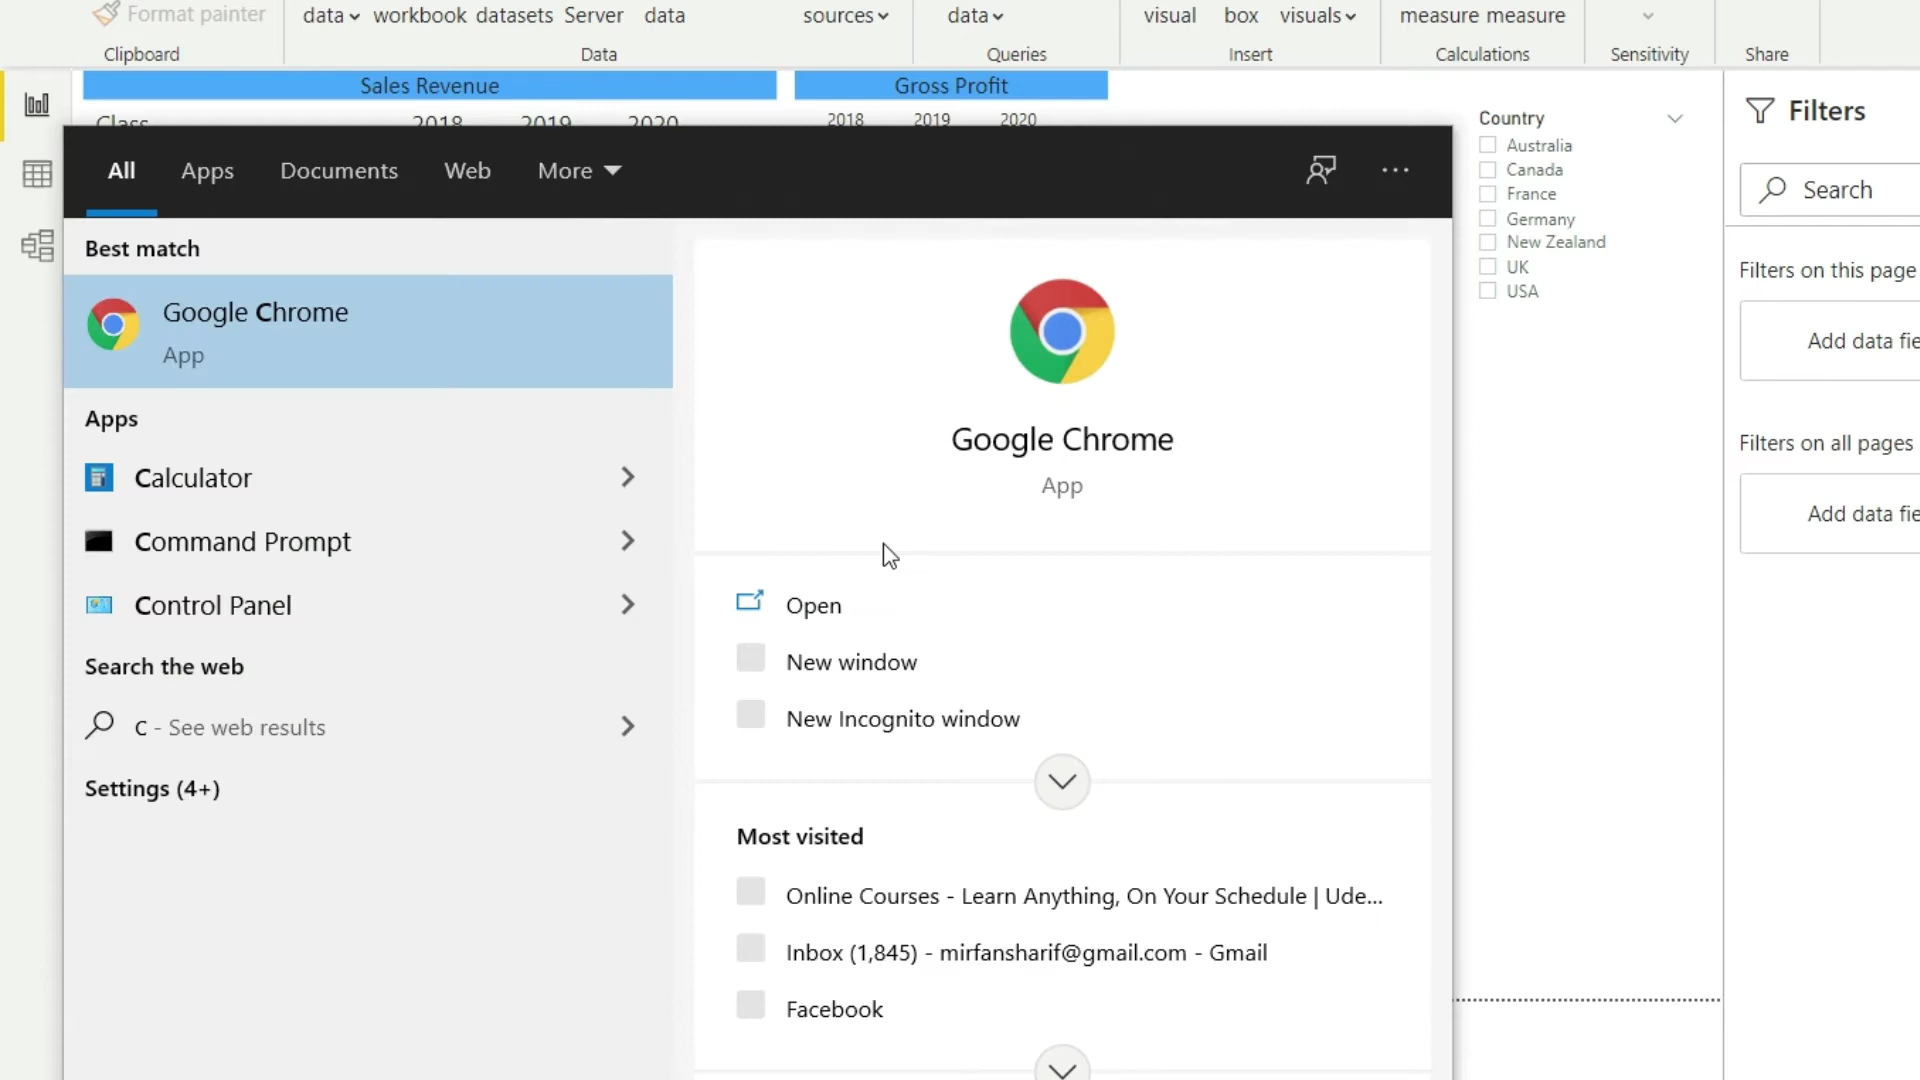 Format painter
data workbook datasets Server data sources data visual box visuals measure measure
Clipboard Data Queries Insert Calculations Sensitivity Share
Sales Revenue Gross Profit
Class 2018 2019 2020 2018 2019 2020
All Apps Documents Web More
Best match
Google Chrome
App
Apps
Calculator
Command Prompt
Control Panel
Search the web
C - See web results
Settings (4+)
Google Chrome
App
Open
New window
New Incognito window
Most visited
Online Courses - Learn Anything, On Your Schedule | Ude...
Inbox (1,845) - mirfansharif@gmail.com - Gmail
Facebook
Country
Australia
Canada
France
Germany
New Zealand
UK
USA
Filters
Search
Filters on this page
Add data fie
Filters on all pages
Add data fie